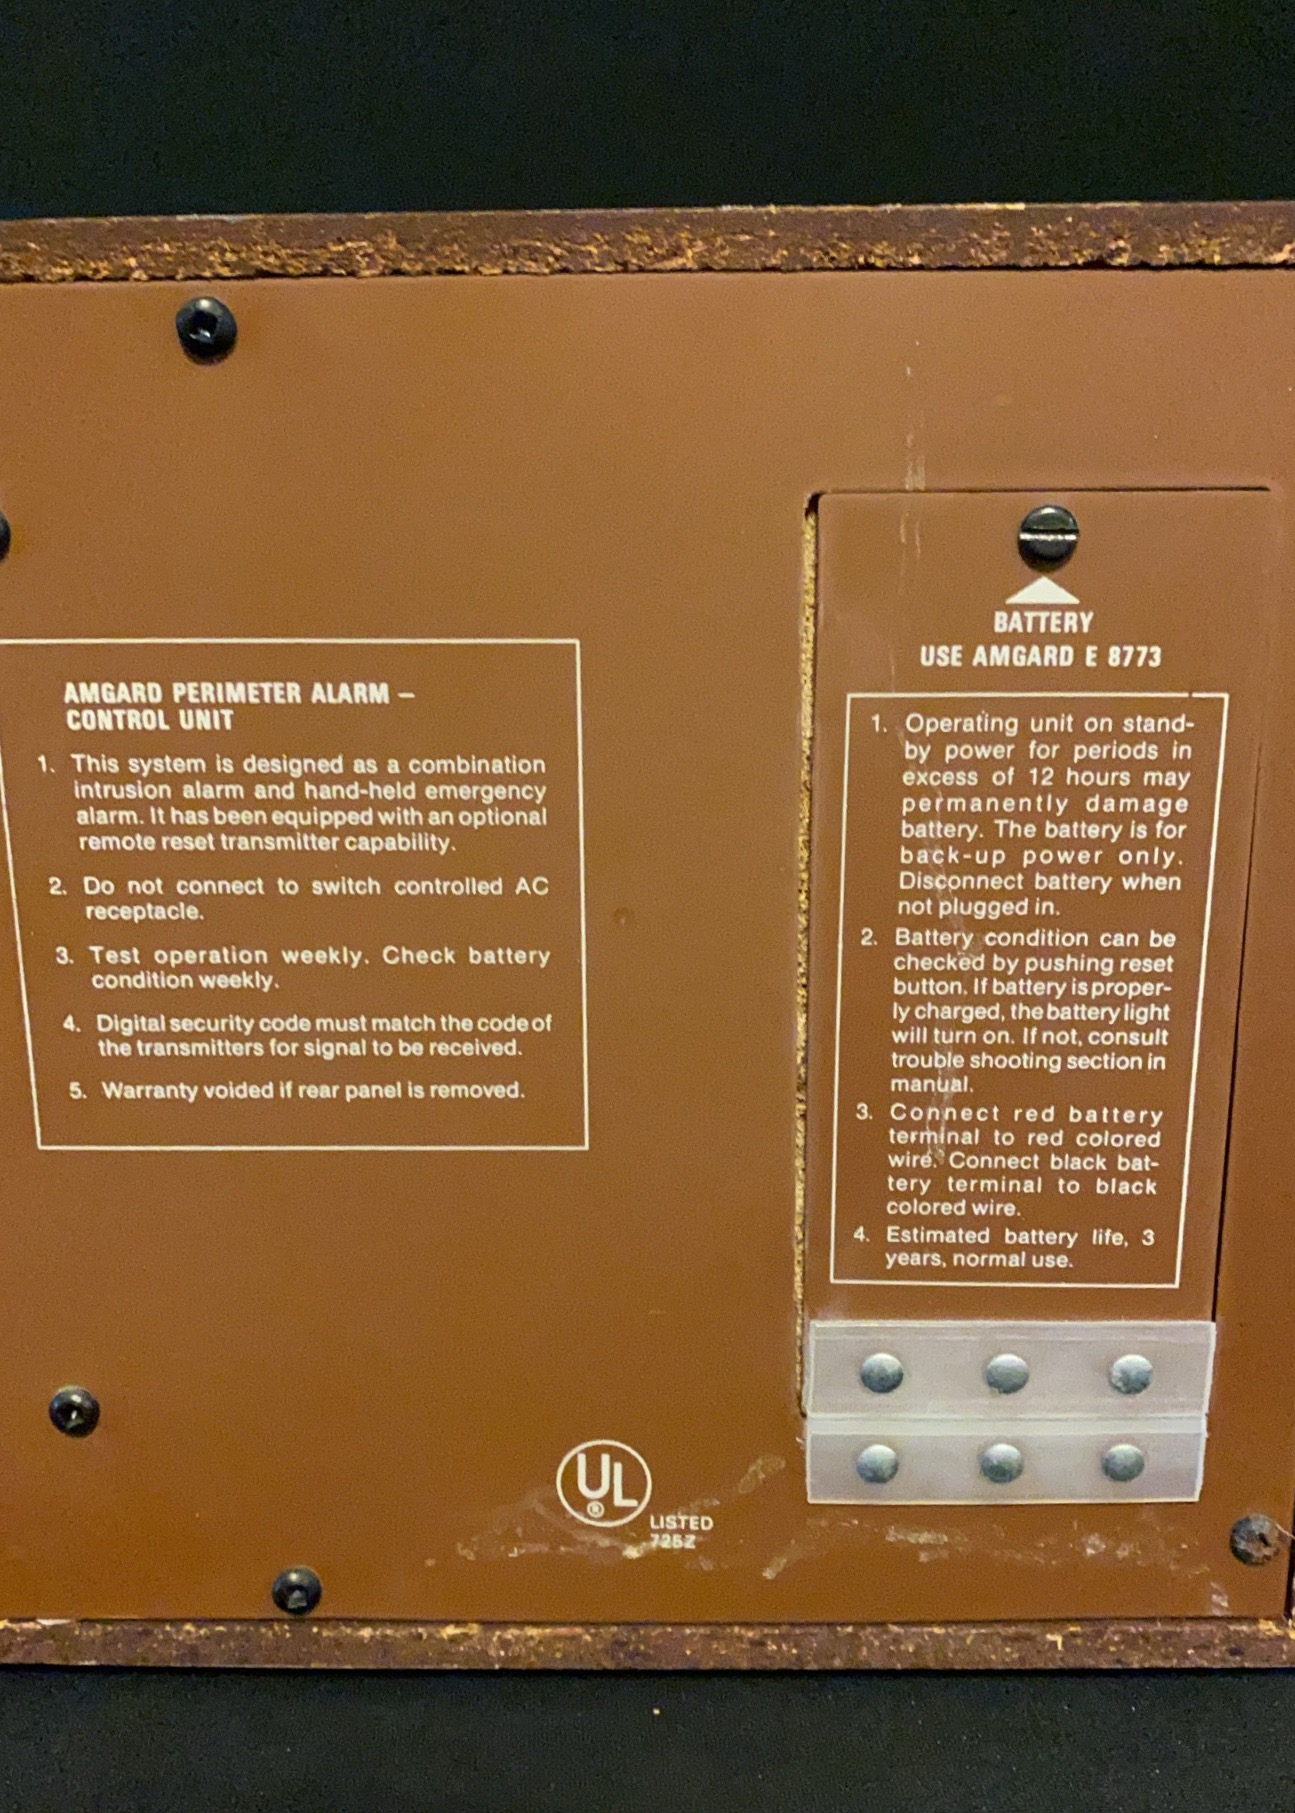 AMGARD PERIMETER ALARM –
CONTROL UNIT
1. This system is designed as a combination
intrusion alarm and hand-held emergency
alarm. It has been equipped with an optional
remote reset transmitter capability.
2. Do not connect to switch controlled AC
receptacle.
3. Test operation weekly. Check battery
condition weekly.
4. Digital security code must match the code of
the transmitters for signal to be received.
5. Warranty voided if rear panel is removed.
BATTERY
USE AMGARD E 8773
1. Operating unit on stand-
by power for periods in
excess of 12 hours may
permanently damage
battery. The battery is for
back-up power only.
Disconnect battery when
not plugged in.
2. Battery condition can be
checked by pushing reset
button. If battery is proper-
ly charged, the battery light
will turn on. If not, consult
trouble shooting section in
manual.
3. Connect red battery
terminal to red colored
wire. Connect black bat-
tery terminal to black
colored wire.
4. Estimated battery life, 3
years, normal use.
UL
®
LISTED
725Z